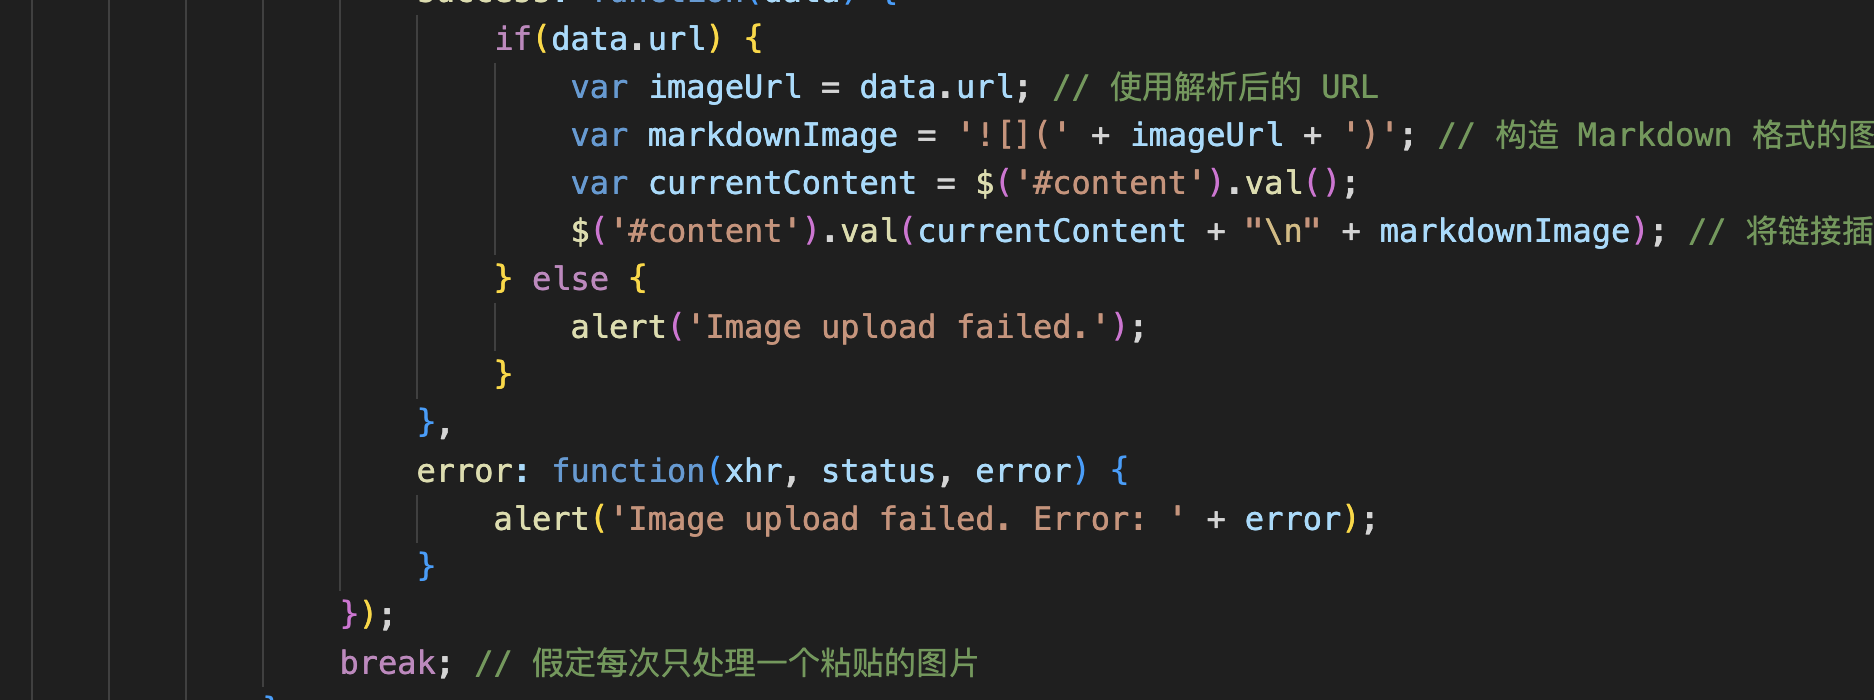 success: function(data) {
if(data.url) {
var imageUrl = data.url; // 使用解析后的 URL
var markdownImage = '![](' + imageUrl + ')'; // 构造 Markdown 格式的图
var currentContent = $('#content').val();
$('#content').val(currentContent + "\n" + markdownImage); // 将链接插
} else {
alert('Image upload failed.');
}
},
error: function(xhr, status, error) {
alert('Image upload failed. Error: ' + error);
}
});
break; // 假定每次只处理一个粘贴的图片
}